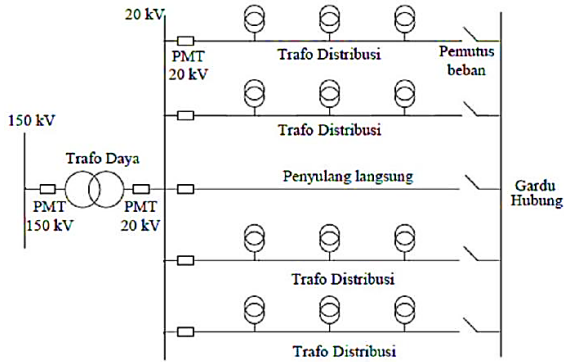 20 kV
PMT
20 kV
Trafo Distribusi
Pemutus
beban
Trafo Distribusi
150 kV
Trafo Daya
PMT
150 kV
PMT
20 kV
Penyulang langsung
Gardu
Hubung
Trafo Distribusi
Trafo Distribusi